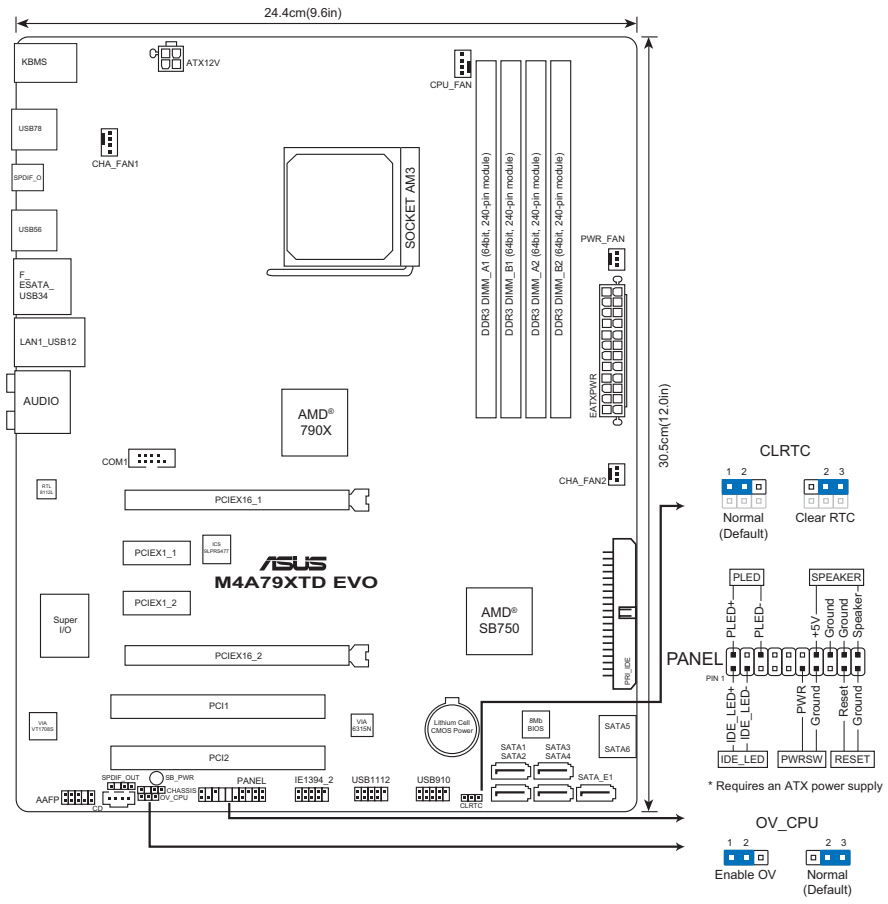 24.4cm(9.6in)
KBMS
ATX12V
CPU_FAN
USB78
CHA_FAN1
SPDIF_O
SOCKET AM3
DDR3 DIMM_A1 (64bit, 240-pin module)
DDR3 DIMM_B1 (64bit, 240-pin module)
DDR3 DIMM_A2 (64bit, 240-pin module)
DDR3 DIMM_B2 (64bit, 240-pin module)
USB56
PWR_FAN
F_
ESATA_
USB34
EATXPWR
LAN1_USB12
AUDIO
AMD®
790X
30.5cm(12.0in)
COM1
CHA_FAN2
RTL
8112L
PCIEX16_1
ICS
9LPRS477
PCIEX1_1
ASUS
M4A79XTD EVO
PCIEX1_2
Super
I/O
AMD®
SB750
PRI_IDE
PCIEX16_2
PCI1
VIA
VT1708S
VIA
6315N
Lithium Cell
CMOS Power
8Mb
BIOS
SATA5
SATA6
PCI2
SATA1
SATA2
SATA3
SATA4
SATA_E1
SPDIF_OUT
SB_PWR
CHASSIS
OV_CPU
AAFP
CD
PANEL
IE1394_2
USB1112
USB910
CLRTC
CLRTC
1 2
2 3
Normal
(Default)
Clear RTC
PLED
SPEAKER
PLED+
PLED-
+5V
Ground
Ground
Speaker-
PANEL
PIN 1
IDE_LED+
IDE_LED-
PWR
Ground
Reset
Ground
IDE_LED
PWRSW
RESET
* Requires an ATX power supply
OV_CPU
1 2
2 3
Enable OV
Normal
(Default)